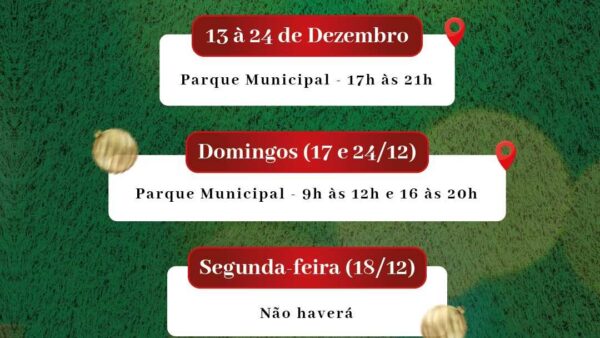 13 à 24 de Dezembro
Parque Municipal - 17h às 21h
Domingos (17 e 24/12)
Parque Municipal - 9h às 12h e 16 às 20h
Segunda-feira (18/12)
Não haverá